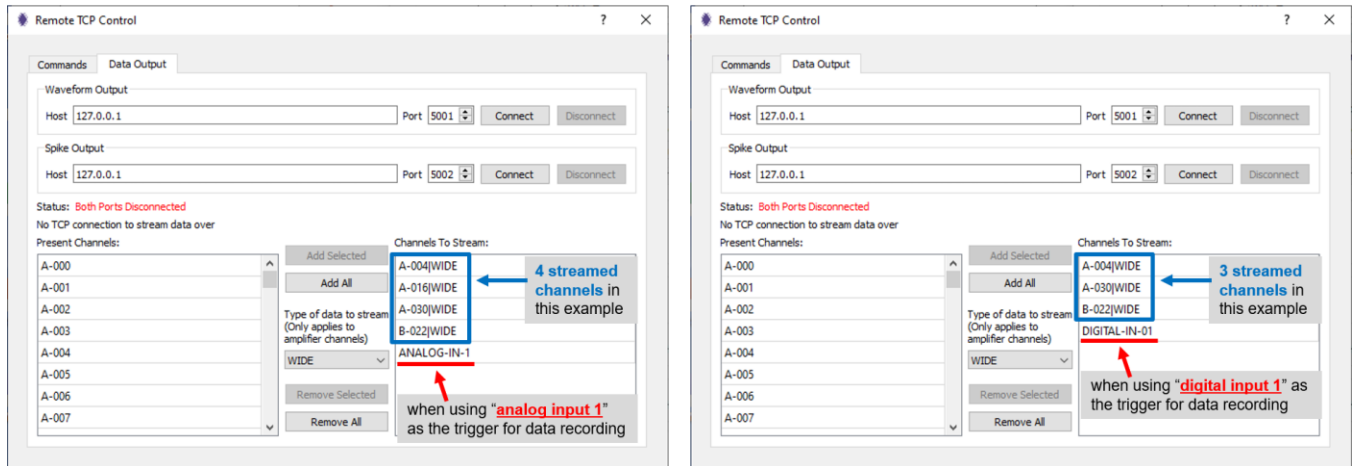 Remote TCP Control
? X
Commands Data Output
Waveform Output
Host 127.0.0.1 Port 5001 Connect Disconnect
Spike Output
Host 127.0.0.1 Port 5002 Connect Disconnect
Status: Both Ports Disconnected
No TCP connection to stream data over
Present Channels:
A-000
A-001
A-002
A-003
A-004
A-005
A-006
A-007
Add Selected
Add All
Type of data to stream
(Only applies to
amplifier channels)
WIDE
Remove Selected
Remove All
Channels To Stream:
A-004|WIDE
A-016|WIDE
A-030|WIDE
B-022|WIDE
ANALOG-IN-1
4 streamed
channels in
this example
when using “analog input 1”
as the trigger for data recording
Remote TCP Control
? X
Commands Data Output
Waveform Output
Host 127.0.0.1 Port 5001 Connect Disconnect
Spike Output
Host 127.0.0.1 Port 5002 Connect Disconnect
Status: Both Ports Disconnected
No TCP connection to stream data over
Present Channels:
A-000
A-001
A-002
A-003
A-004
A-005
A-006
A-007
Add Selected
Add All
Type of data to stream
(Only applies to
amplifier channels)
WIDE
Remove Selected
Remove All
Channels To Stream:
A-004|WIDE
A-030|WIDE
B-022|WIDE
DIGITAL-IN-01
3 streamed
channels in
this example
when using “digital input 1” as
the trigger for data recording